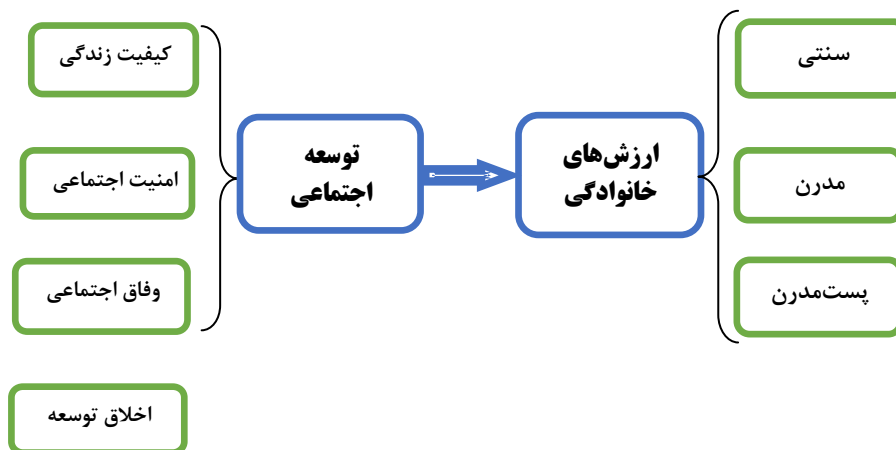 سنتی
مدرن
پست‌مدرن
ارزش‌های
خانوادگی
توسعه
اجتماعی
کیفیت زندگی
امنیت اجتماعی
وفاق اجتماعی
اخلاق توسعه